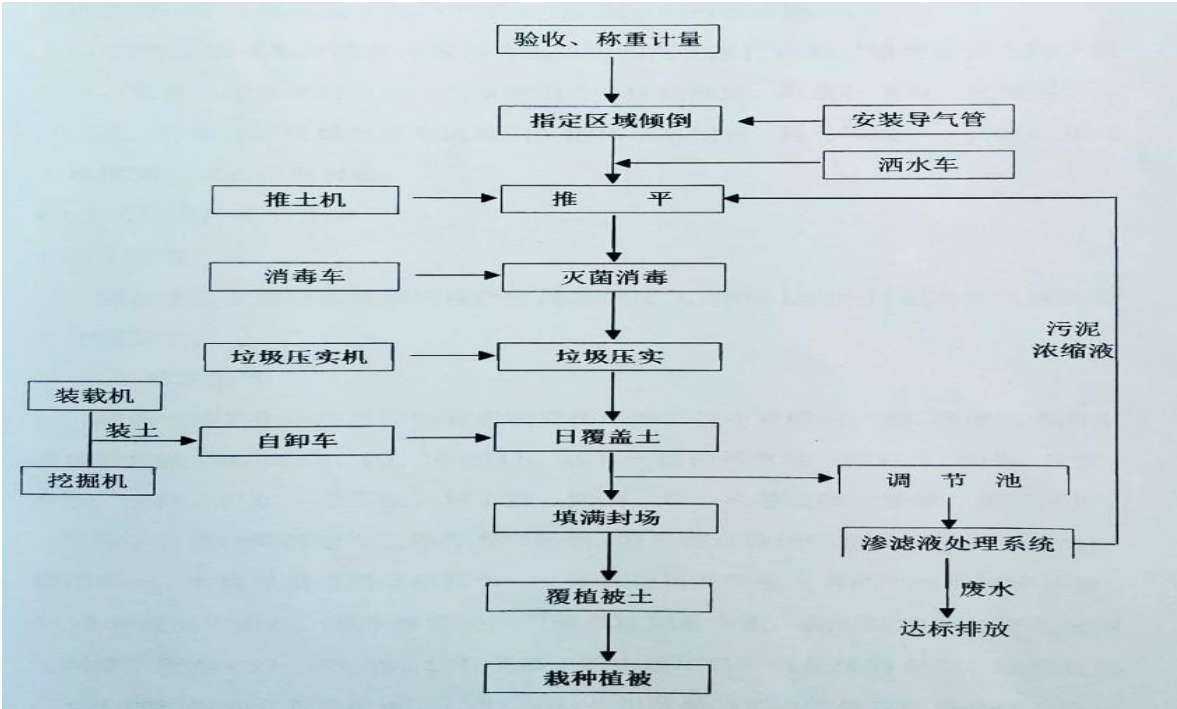 验收、称重计量
指定区域倾倒
安装导气管
洒水车
推土机
推 平
消毒车
灭菌消毒
污泥
浓缩液
垃圾压实机
垃圾压实
装载机
装土
自卸车
日覆盖土
挖掘机
调 节 池
填满封场
渗滤液处理系统
覆植被土
废水
达标排放
栽种植被